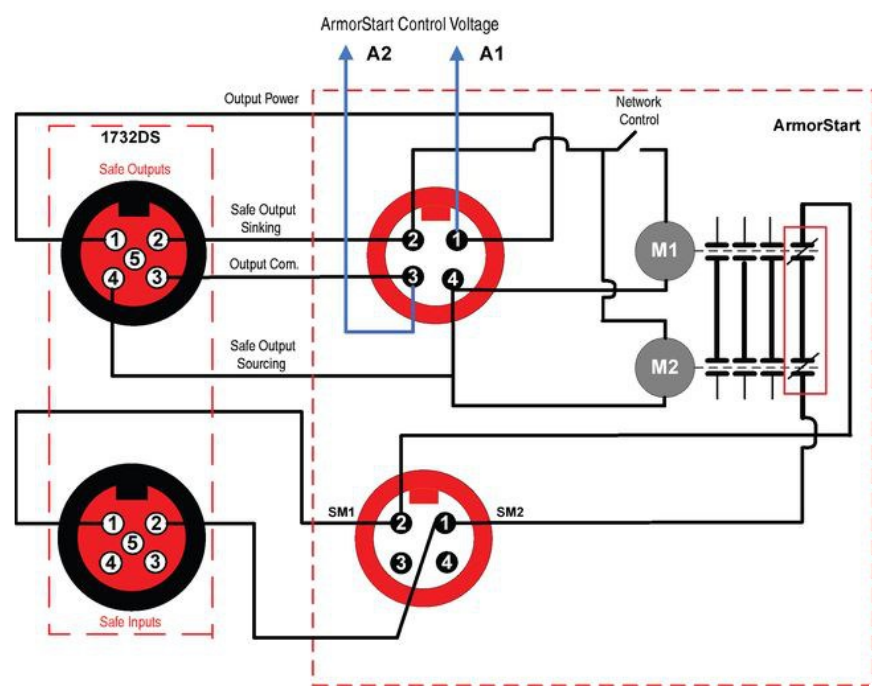 ArmorStart Control Voltage
A2
A1
Output Power
Network
Control
ArmorStart
1732DS
Safe Outputs
Safe Output
Sinking
1
2
5
4
3
2
1
3
4
Output Com.
M1
Safe Output
Sourcing
M2
SM1
SM2
1
2
5
4
3
2
1
3
4
Safe Inputs